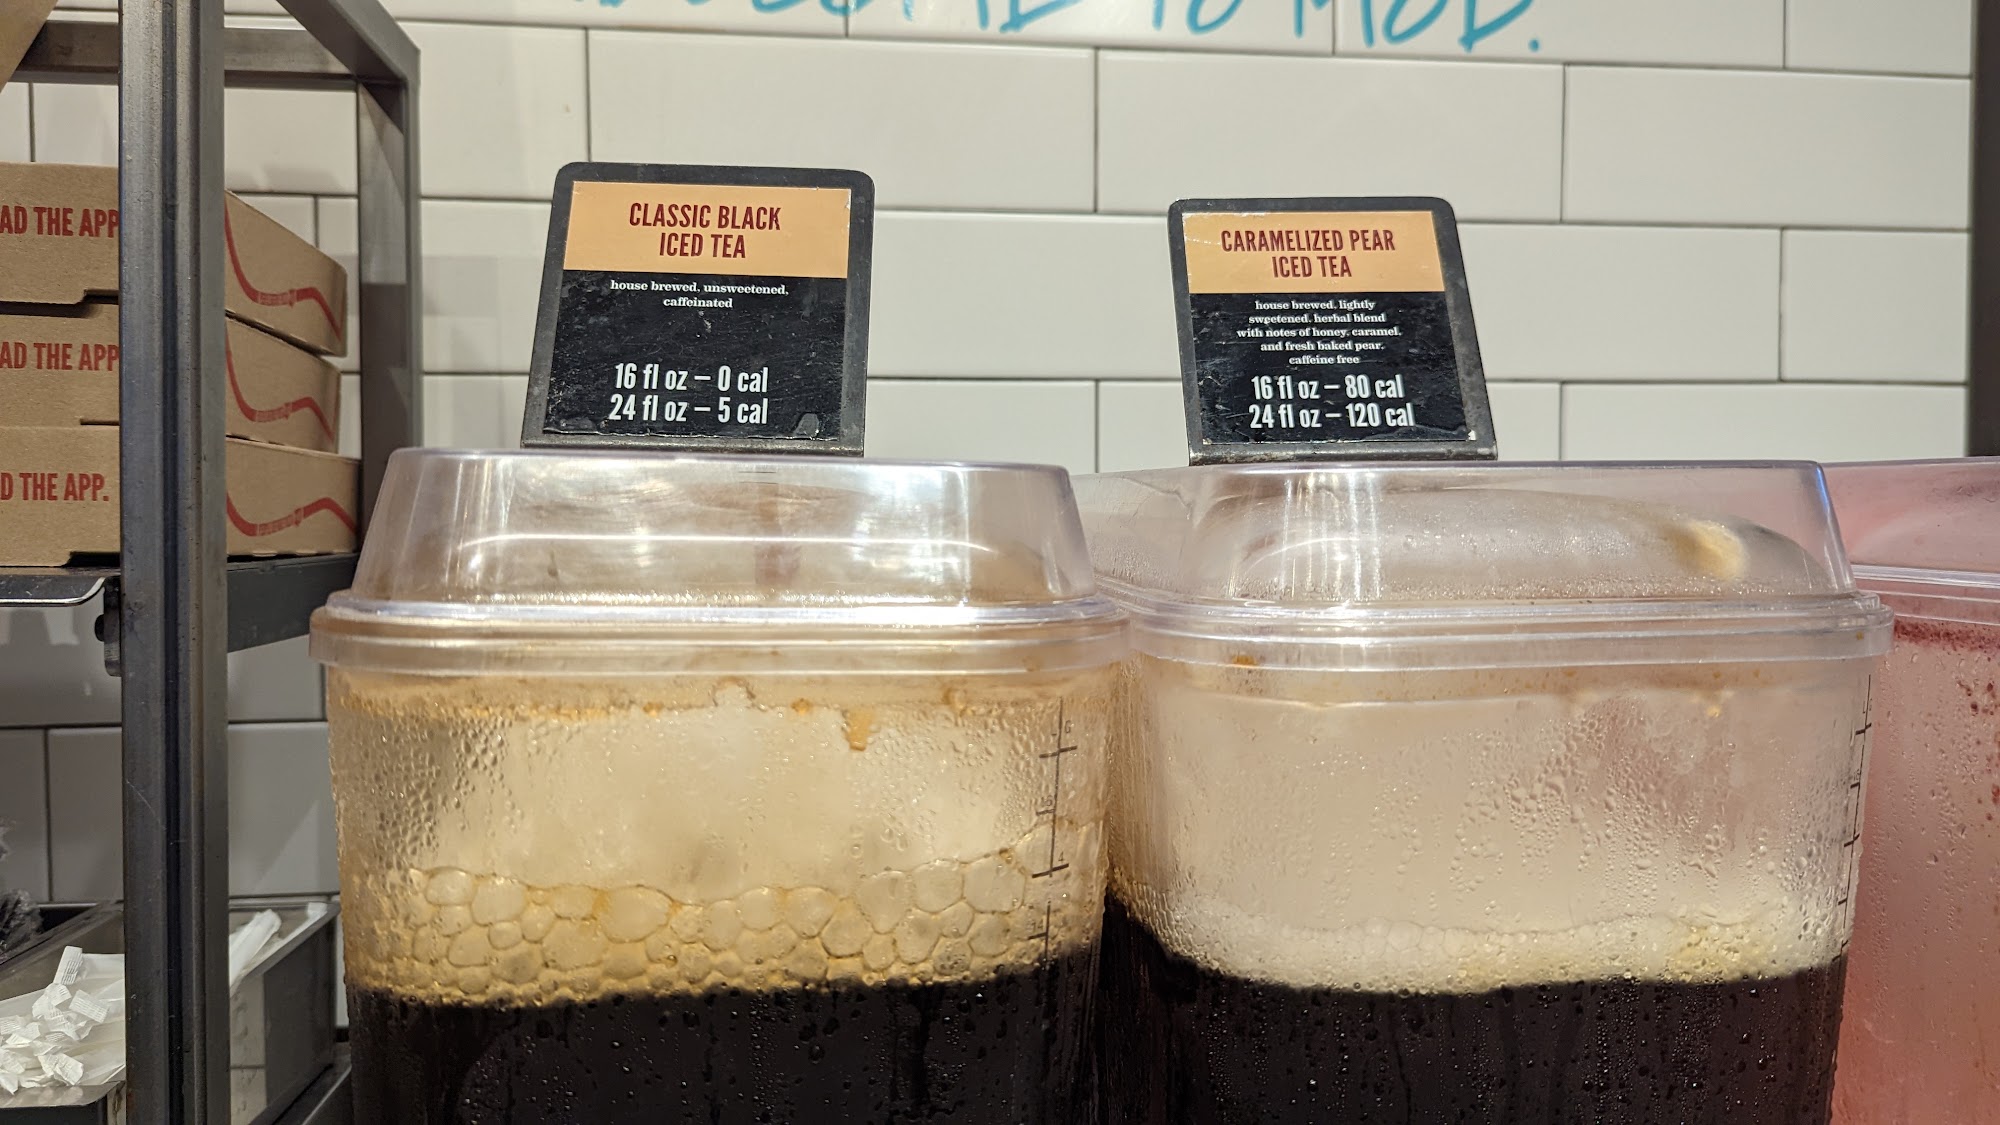 TO MOD.
AD THE APP
AD THE APP
D THE APP.
CLASSIC BLACK
ICED TEA
house brewed, unsweetened,
caffeinated
16 fl oz – 0 cal
24 fl oz – 5 cal
CARAMELIZED PEAR
ICED TEA
house brewed, lightly
sweetened, herbal blend
with notes of honey, caramel,
and fresh baked pear.
caffeine free
16 fl oz – 80 cal
24 fl oz – 120 cal